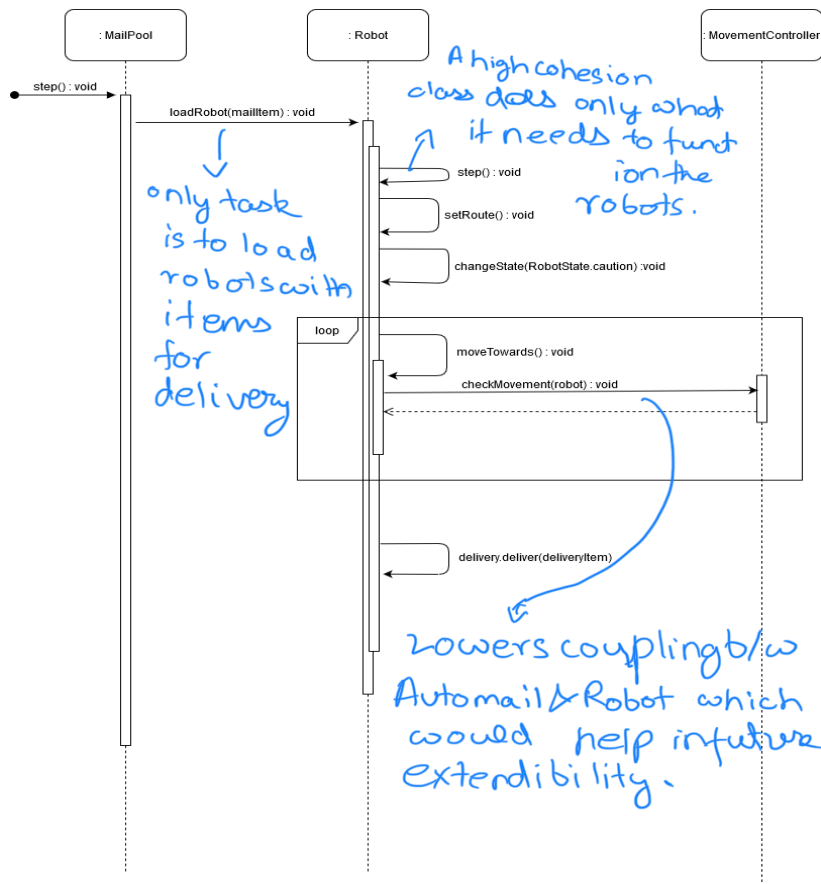 : MailPool
: Robot
: MovementController
step() : void
loadRobot(mailItem) : void
A high cohesion
class does only what
it needs to funct
ion the
robots.
step() : void
only task
is to load
robots with
items
for
delivery
setRoute() : void
changeState(RobotState.caution) :void
loop
moveTowards() : void
checkMovement(robot) : void
delivery.deliver(deliveryItem)
Lowers coupling b/w
Automail & Robot which
would help in future
extendibility.